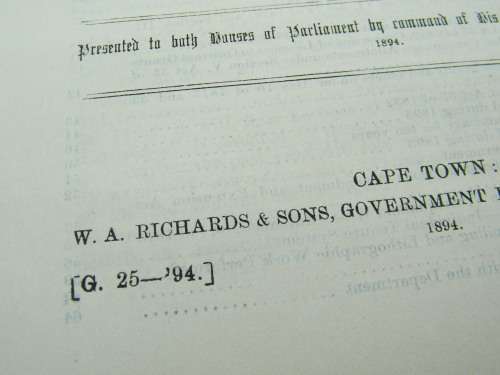 Presented to both Houses of Parliament by command of His
1894.
CAPE TOWN:
W. A. RICHARDS & SONS, GOVERNMENT
1894.
[G. 25—'94.]